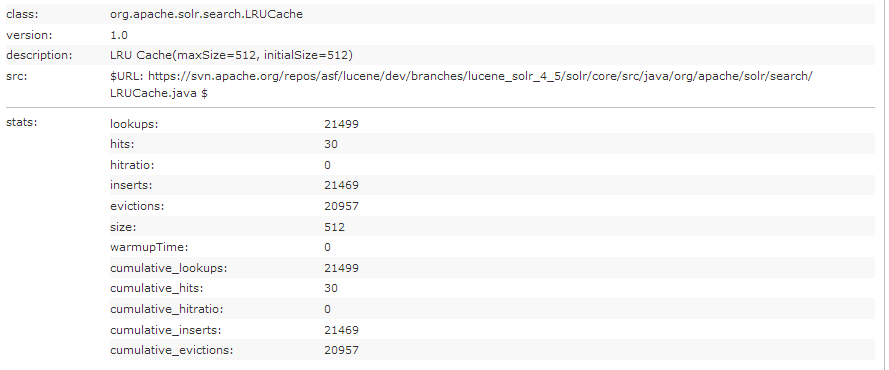 class: org.apache.solr.search.LRUCache
version: 1.0
description: LRU Cache(maxSize=512, initialSize=512)
src: $URL: https://svn.apache.org/repos/asf/lucene/dev/branches/lucene_solr_4_5/solr/core/src/java/org/apache/solr/search/
LRUCache.java $
stats: lookups: 21499
hits: 30
hitratio: 0
inserts: 21469
evictions: 20957
size: 512
warmupTime: 0
cumulative_lookups: 21499
cumulative_hits: 30
cumulative_hitratio: 0
cumulative_inserts: 21469
cumulative_evictions: 20957